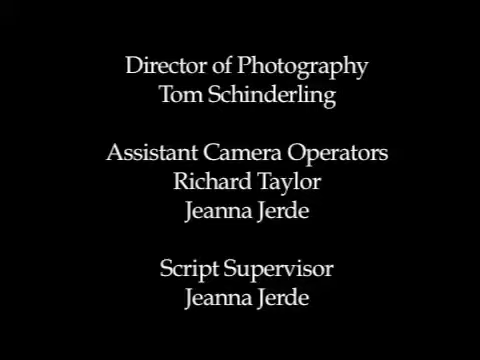 Director of Photography
Tom Schinderling
Assistant Camera Operators
Richard Taylor
Jeanna Jerde
Script Supervisor
Jeanna Jerde